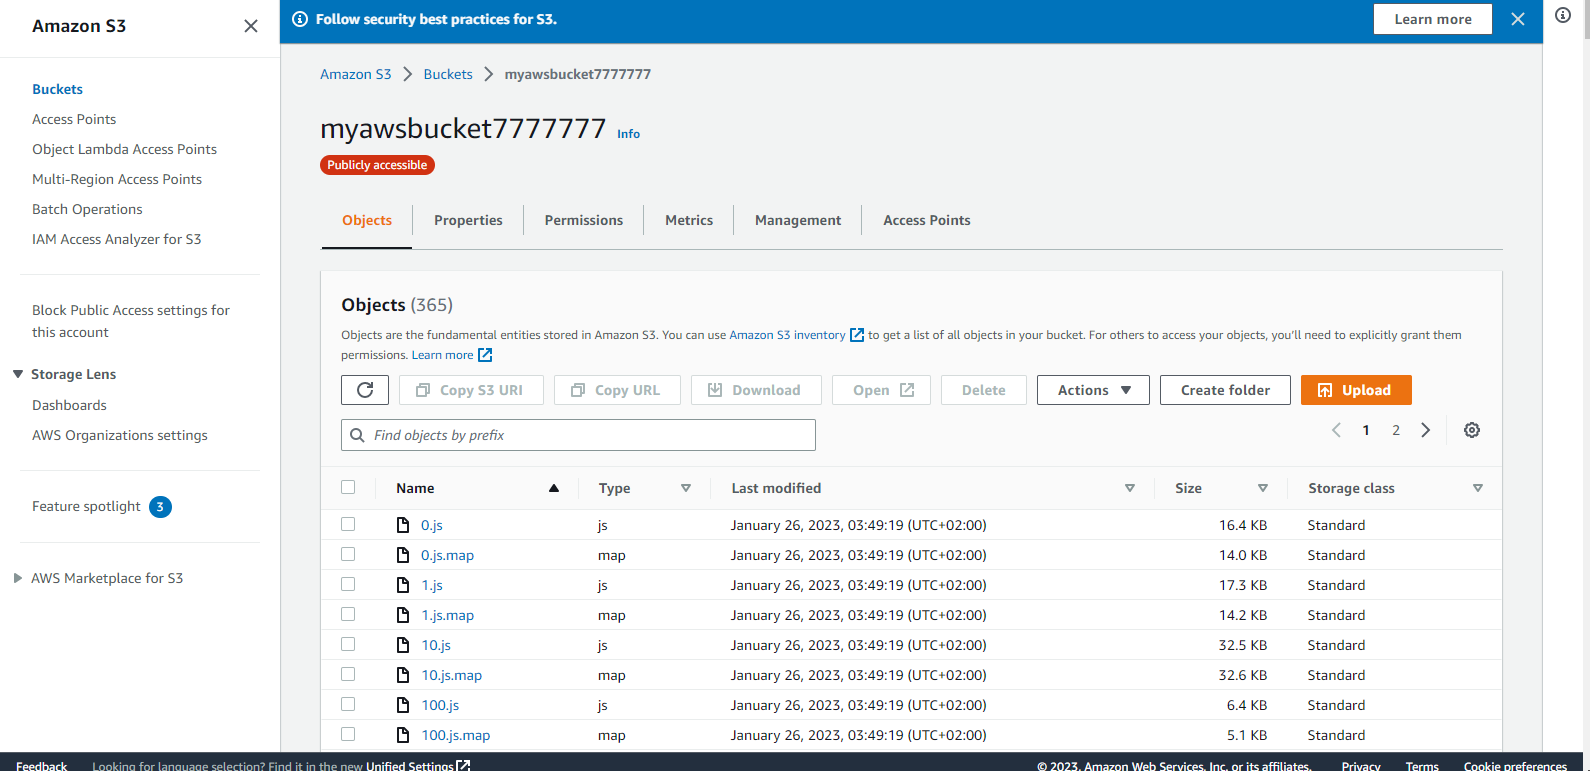 Amazon S3
Follow security best practices for S3.
Learn more
Buckets
Access Points
Object Lambda Access Points
Multi-Region Access Points
Batch Operations
IAM Access Analyzer for S3
Block Public Access settings for
this account
Storage Lens
Dashboards
AWS Organizations settings
Feature spotlight 3
AWS Marketplace for S3
Amazon S3 Buckets myawsbucket7777777
myawsbucket7777777 Info
Publicly accessible
Objects Properties Permissions Metrics Management Access Points
Objects (365)
Objects are the fundamental entities stored in Amazon S3. You can use Amazon S3 inventory to get a list of all objects in your bucket. For others to access your objects, you'll need to explicitly grant them
permissions. Learn more
Copy S3 URI Copy URL Download Open Delete Actions Create folder Upload
Find objects by prefix
1 2
Name Type Last modified Size Storage class
0.js js January 26, 2023, 03:49:19 (UTC+02:00) 16.4 KB Standard
0.js.map map January 26, 2023, 03:49:19 (UTC+02:00) 14.0 KB Standard
1.js js January 26, 2023, 03:49:19 (UTC+02:00) 17.3 KB Standard
1.js.map map January 26, 2023, 03:49:19 (UTC+02:00) 14.2 KB Standard
10.js js January 26, 2023, 03:49:19 (UTC+02:00) 32.5 KB Standard
10.js.map map January 26, 2023, 03:49:19 (UTC+02:00) 32.6 KB Standard
100.js js January 26, 2023, 03:49:19 (UTC+02:00) 6.4 KB Standard
100.js.map map January 26, 2023, 03:49:19 (UTC+02:00) 5.1 KB Standard
Feedback Looking for language selection? Find it in the new Unified Settings © 2023, Amazon Web Services, Inc. or its affiliates. Privacy Terms Cookie preferences